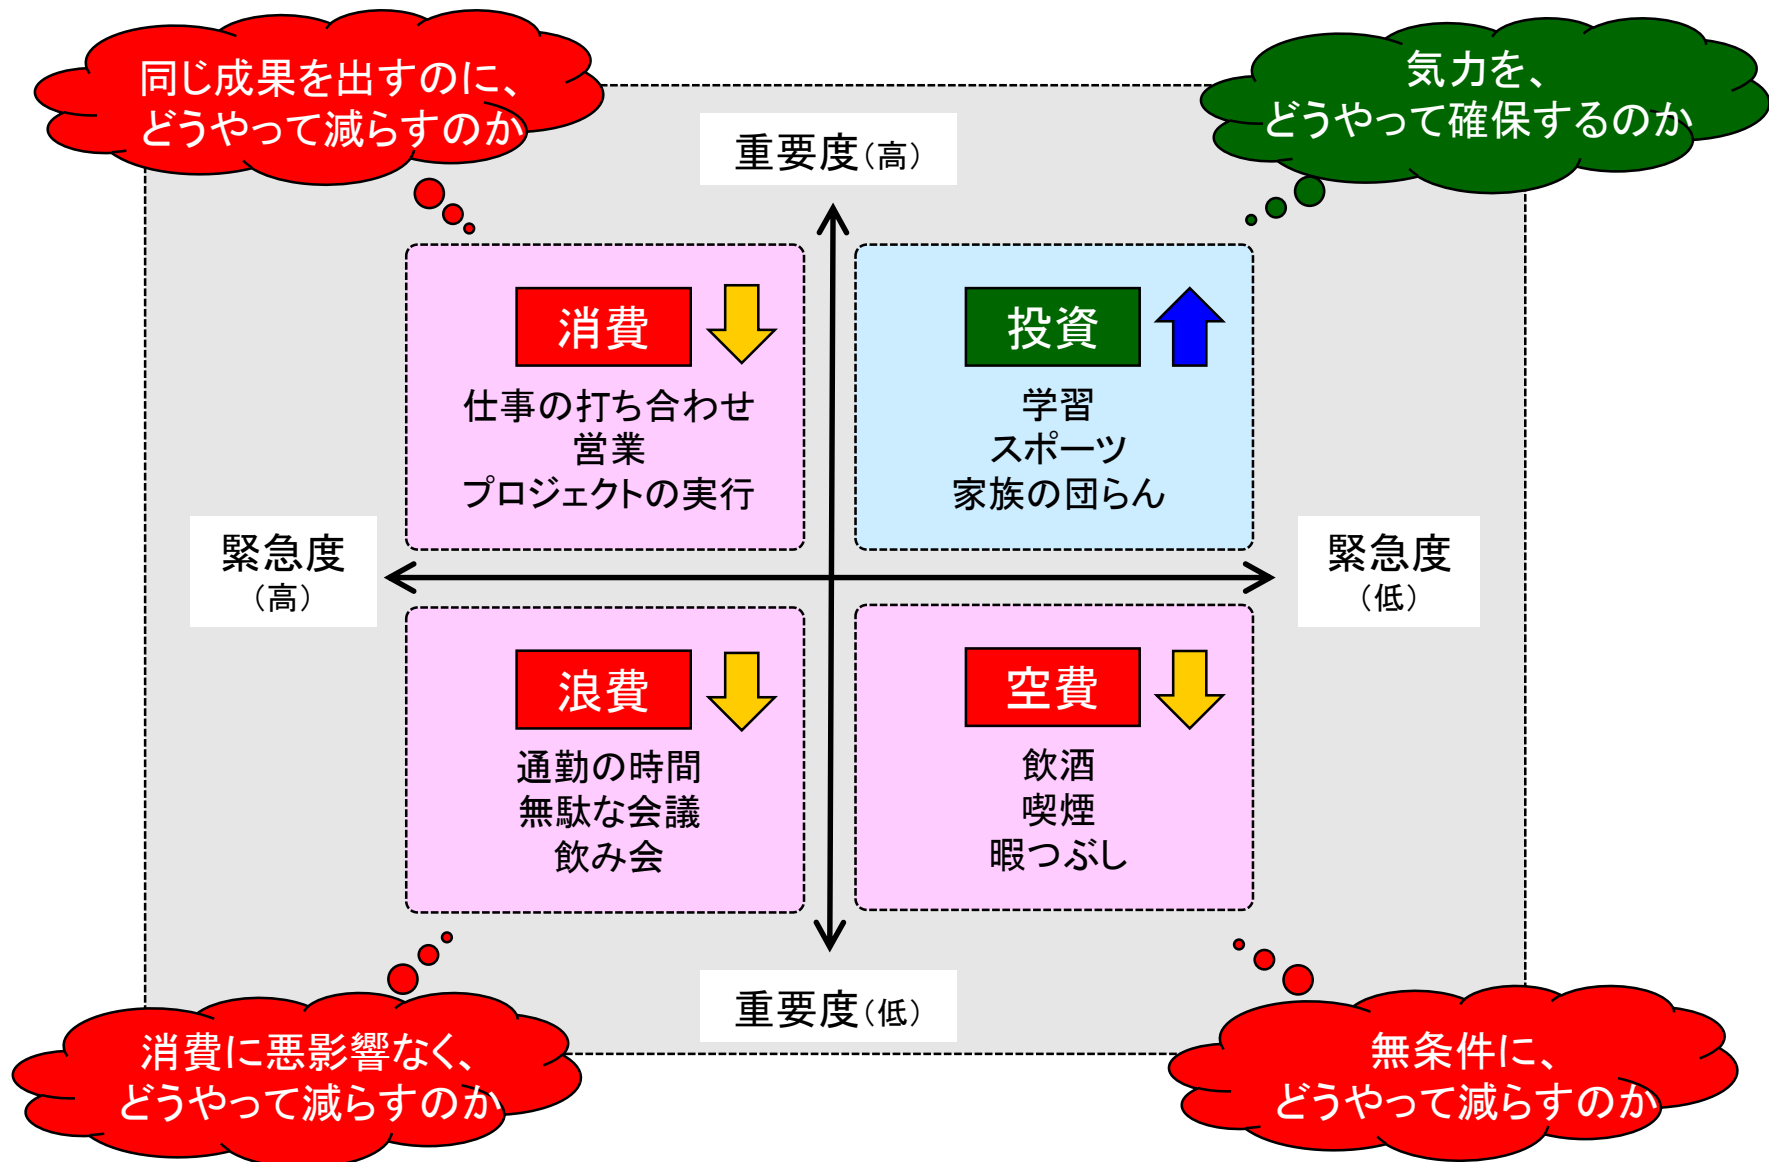 同じ成果を出すのに、
どうやって減らすのか
気力を、
どうやって確保するのか
重要度（高）
消費
仕事の打ち合わせ
営業
プロジェクトの実行
投資
学習
スポーツ
家族の団らん
緊急度
（高）
緊急度
（低）
浪費
通勤の時間
無駄な会議
飲み会
空費
飲酒
喫煙
暇つぶし
重要度（低）
消費に悪影響なく、
どうやって減らすのか
無条件に、
どうやって減らすのか